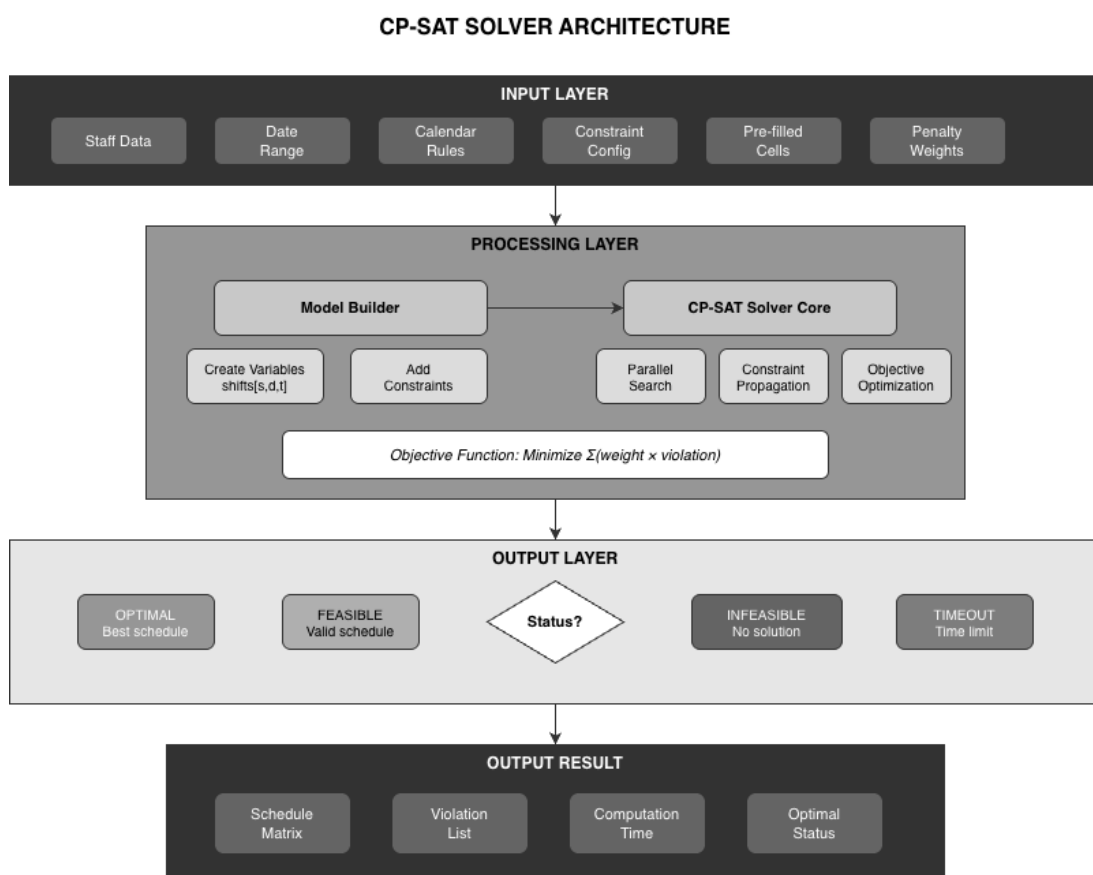 CP-SAT SOLVER ARCHITECTURE
INPUT LAYER
Staff Data
Date
Range
Calendar
Rules
Constraint
Config
Pre-filled
Cells
Penalty
Weights
PROCESSING LAYER
Model Builder
CP-SAT Solver Core
Create Variables
shifts[s,d,t]
Add
Constraints
Parallel
Search
Constraint
Propagation
Objective
Optimization
Objective Function: Minimize Σ(weight × violation)
OUTPUT LAYER
OPTIMAL
Best schedule
FEASIBLE
Valid schedule
Status?
INFEASIBLE
No solution
TIMEOUT
Time limit
OUTPUT RESULT
Schedule
Matrix
Violation
List
Computation
Time
Optimal
Status